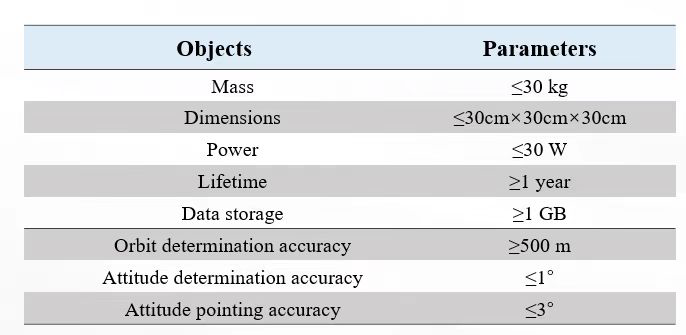 Objects Parameters
Mass ≤30 kg
Dimensions ≤30cm×30cm×30cm
Power ≤30 W
Lifetime ≥1 year
Data storage ≥1 GB
Orbit determination accuracy ≥500 m
Attitude determination accuracy ≤1°
Attitude pointing accuracy ≤3°